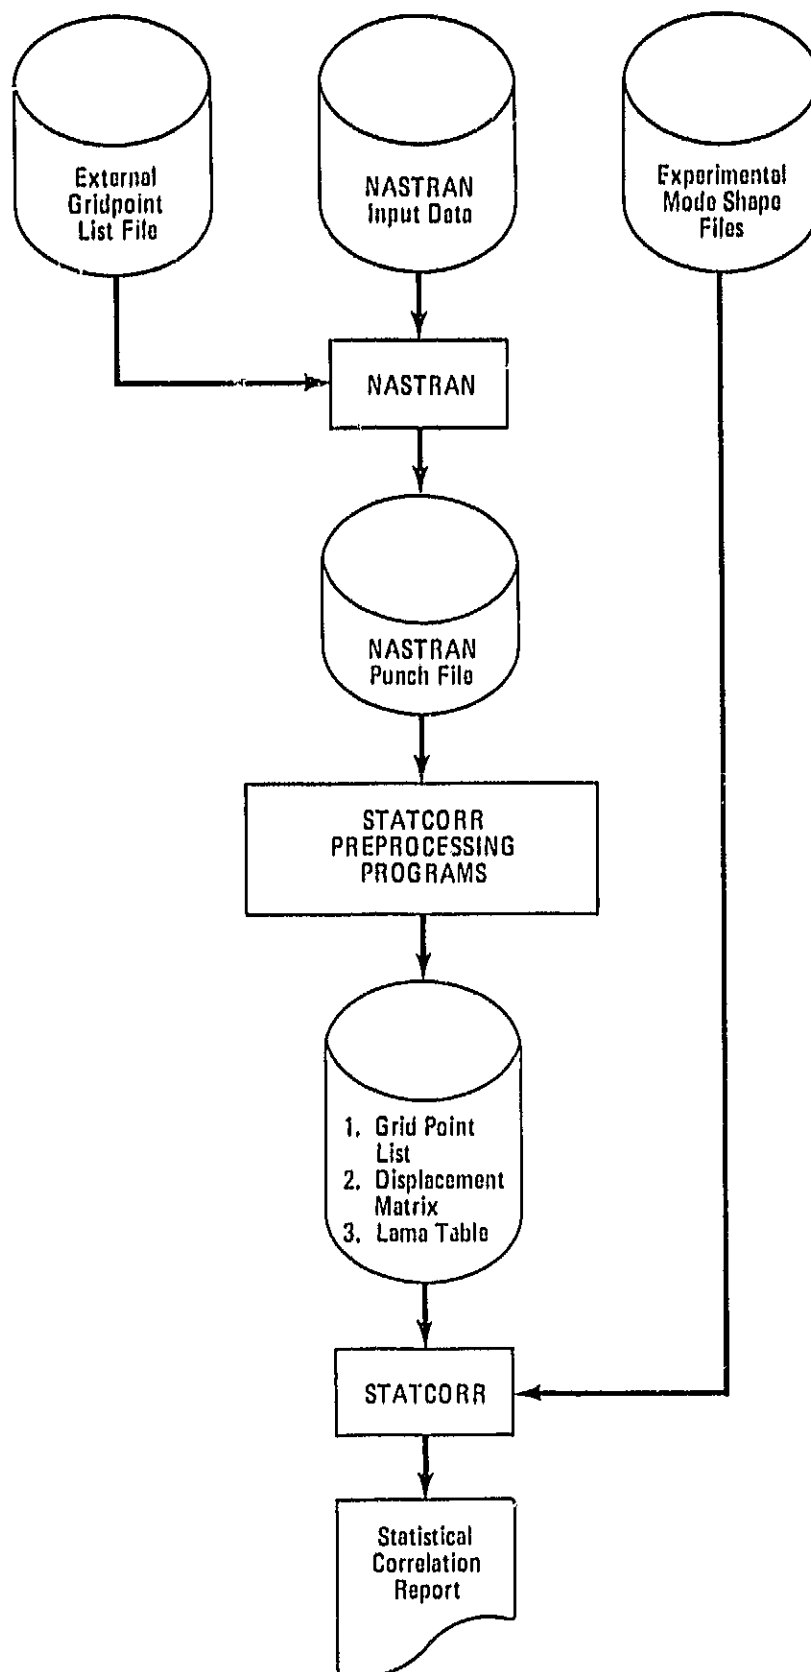 External
Gridpoint
List File
NASTRAN
Input Data
Experimental
Mode Shape
Files
NASTRAN
NASTRAN
Punch File
STATCORR
PREPROCESSING
PROGRAMS
1. Grid Point
List
2. Displacement
Matrix
3. Lama Table
STATCORR
Statistical
Correlation
Report